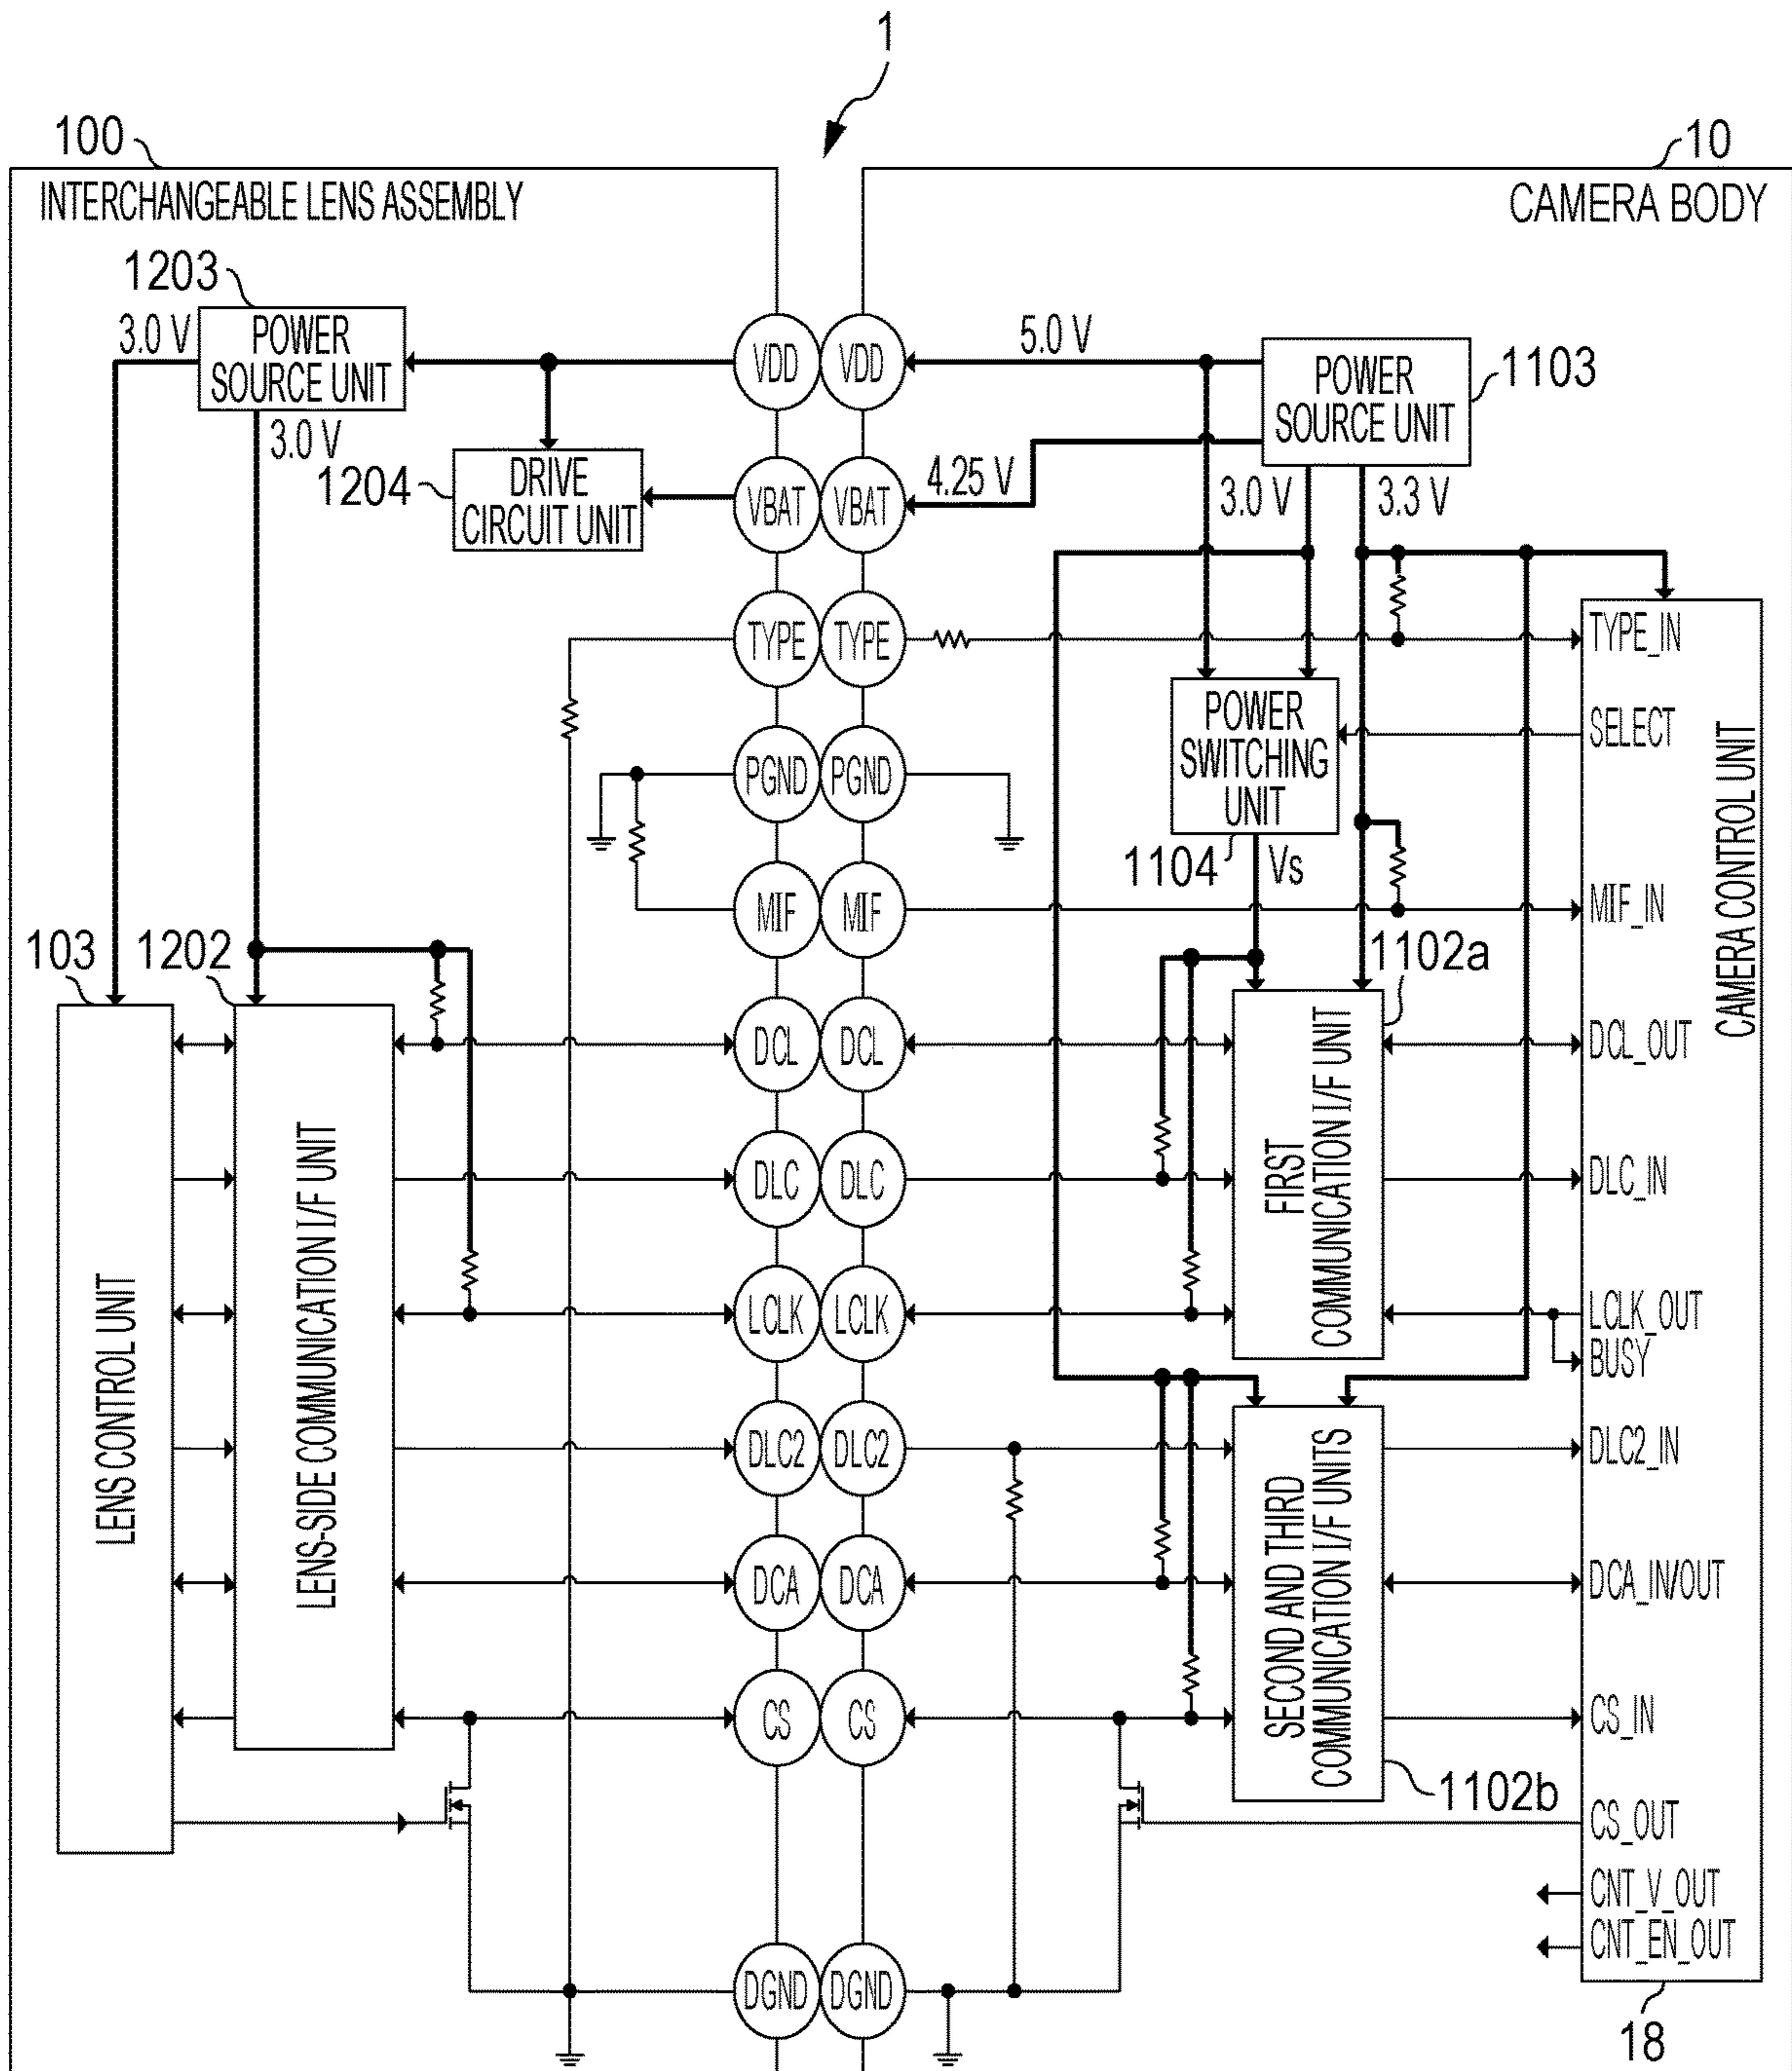 1
100
10
INTERCHANGEABLE LENS ASSEMBLY
CAMERA BODY
1203
3.0 V
POWER
SOURCE UNIT
3.0 V
1204
DRIVE
CIRCUIT UNIT
VDD
VDD
5.0 V
POWER
SOURCE UNIT
1103
VBAT
VBAT
4.25 V
3.0 V
3.3 V
TYPE
TYPE
TYPE_IN
POWER
SWITCHING
UNIT
SELECT
PGND
PGND
1104
Vs
MIF
MIF
MIF_IN
CAMERA CONTROL UNIT
103
1202
1102a
DCL
DCL
DCL_OUT
FIRST
COMMUNICATION I/F UNIT
DLC
DLC
DLC_IN
LENS CONTROL UNIT
LENS-SIDE COMMUNICATION I/F UNIT
LCLK
LCLK
LCLK_OUT
BUSY
DLC2
DLC2
DLC2_IN
SECOND AND THIRD
COMMUNICATION I/F UNITS
DCA
DCA
DCA_IN/OUT
CS
CS
CS_IN
1102b
CS_OUT
CNT_V_OUT
CNT_EN_OUT
DGND
DGND
18